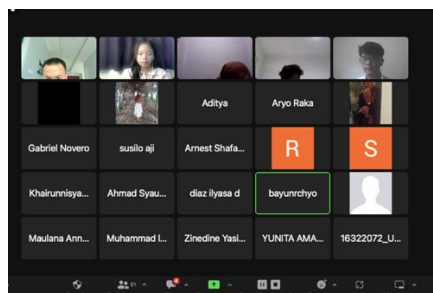 Aditya
Aryo Raka
Gabriel Novero
susilo aji
Arnest Shafa...
R
S
Khairunnisya...
Ahmad Syau...
diaz ilyasa d
bayunrchyo
Maulana Ann...
Muhammad I...
Zinedine Yasi...
YUNITA AMA...
16322072_U...